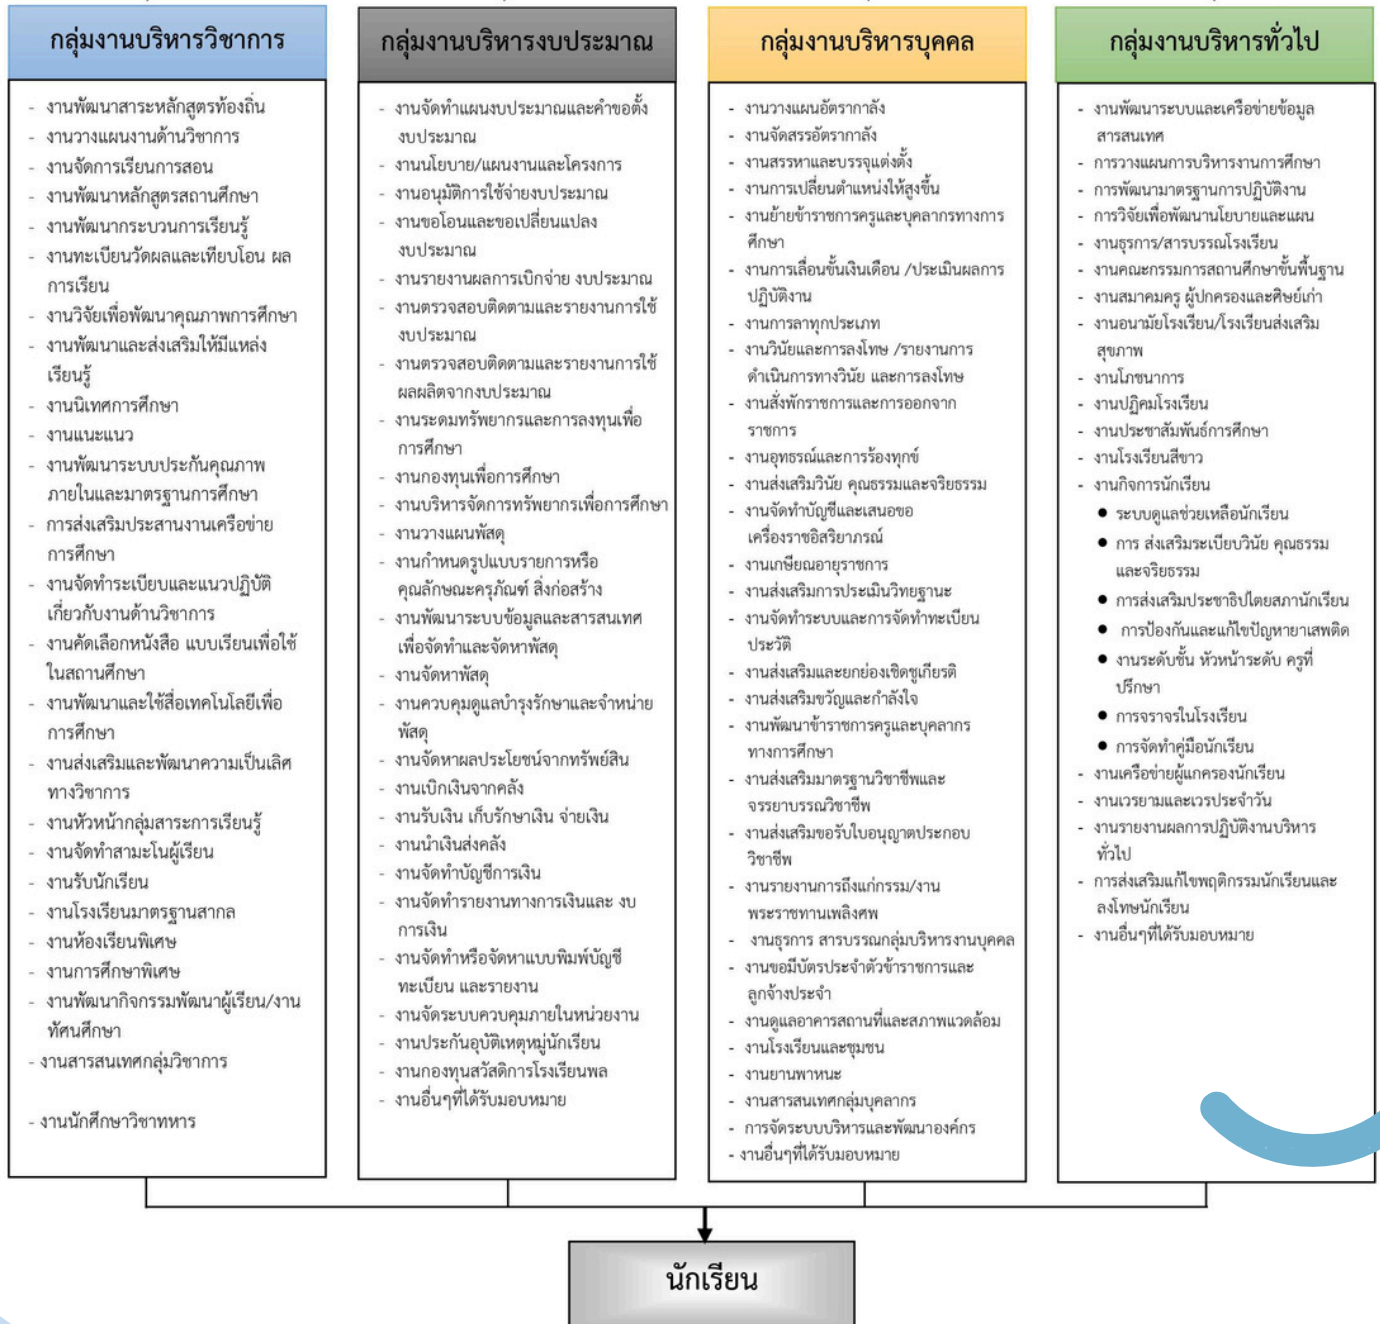 กลุ่มงานบริหารวิชาการ
- งานพัฒนาสาระหลักสูตรท้องถิ่น
- งานวางแผนงานด้านวิชาการ
- งานจัดการเรียนการสอน
- งานพัฒนาหลักสูตรสถานศึกษา
- งานพัฒนากระบวนการเรียนรู้
- งานทะเบียนวัดผลและเทียบโอน ผล
การเรียน
- งานวิจัยเพื่อพัฒนาคุณภาพการศึกษา
- งานพัฒนาและส่งเสริมให้มีแหล่ง
เรียนรู้
- งานนิเทศการศึกษา
- งานแนะแนว
- งานพัฒนาระบบประกันคุณภาพ
ภายในและมาตรฐานการศึกษา
- การส่งเสริมประสานงานเครือข่าย
การศึกษา
- งานจัดทำระเบียบและแนวปฏิบัติ
เกี่ยวกับงานด้านวิชาการ
- งานคัดเลือกหนังสือ แบบเรียนเพื่อใช้
ในสถานศึกษา
- งานพัฒนาและใช้สื่อเทคโนโลยีเพื่อ
การศึกษา
- งานส่งเสริมและพัฒนาความเป็นเลิศ
ทางวิชาการ
- งานหัวหน้ากลุ่มสาระการเรียนรู้
- งานจัดทำสามะโนผู้เรียน
- งานรับนักเรียน
- งานโรงเรียนมาตรฐานสากล
- งานห้องเรียนพิเศษ
- งานการศึกษาพิเศษ
- งานพัฒนากิจกรรมพัฒนาผู้เรียน/งาน
ทัศนศึกษา
- งานสารสนเทศกลุ่มวิชาการ
- งานนักศึกษาวิชาทหาร
กลุ่มงานบริหารงบประมาณ
- งานจัดทำแผนงบประมาณและคำขอตั้ง
งบประมาณ
- งานนโยบาย/แผนงานและโครงการ
- งานอนุมัติการใช้จ่ายงบประมาณ
- งานขอโอนและขอเปลี่ยนแปลง
งบประมาณ
- งานรายงานผลการเบิกจ่าย งบประมาณ
- งานตรวจสอบติดตามและรายงานการใช้
งบประมาณ
- งานตรวจสอบติดตามและรายงานการใช้
ผลผลิตจากงบประมาณ
- งานระดมทรัพยากรและการลงทุนเพื่อ
การศึกษา
- งานกองทุนเพื่อการศึกษา
- งานบริหารจัดการทรัพยากรเพื่อการศึกษา
- งานวางแผนพัสดุ
- งานกำหนดรูปแบบรายการหรือ
คุณลักษณะครุภัณฑ์ สิ่งก่อสร้าง
- งานพัฒนาระบบข้อมูลและสารสนเทศ
เพื่อจัดทำและจัดหาพัสดุ
- งานจัดหาพัสดุ
- งานควบคุมดูแลบำรุงรักษาและจำหน่าย
พัสดุ
- งานจัดหาผลประโยชน์จากทรัพย์สิน
- งานเบิกเงินจากคลัง
- งานรับเงิน เก็บรักษาเงิน จ่ายเงิน
- งานนำเงินส่งคลัง
- งานจัดทำบัญชีการเงิน
- งานจัดทำรายงานทางการเงินและ งบ
การเงิน
- งานจัดทำหรือจัดหาแบบพิมพ์บัญชี
ทะเบียน และรายงาน
- งานจัดระบบควบคุมภายในหน่วยงาน
- งานประกันอุบัติเหตุหมู่นักเรียน
- งานกองทุนสวัสดิการโรงเรียนพล
- งานอื่นๆที่ได้รับมอบหมาย
กลุ่มงานบริหารบุคคล
- งานวางแผนอัตรากาลัง
- งานจัดสรรอัตรากาลัง
- งานสรรหาและบรรจุแต่งตั้ง
- งานการเปลี่ยนตำแหน่งให้สูงขึ้น
- งานย้ายข้าราชการครูและบุคลากรทางการ
ศึกษา
- งานการเลื่อนขั้นเงินเดือน /ประเมินผลการ
ปฏิบัติงาน
- งานการลาทุกประเภท
- งานวินัยและการลงโทษ /รายงานการ
ดำเนินการทางวินัย และการลงโทษ
- งานสั่งพักราชการและการออกจาก
ราชการ
- งานอุทธรณ์และการร้องทุกข์
- งานส่งเสริมวินัย คุณธรรมและจริยธรรม
- งานจัดทำบัญชีและเสนอขอ
เครื่องราชอิสริยาภรณ์
- งานเกษียณอายุราชการ
- งานส่งเสริมการประเมินวิทยฐานะ
- งานจัดทำระบบและการจัดทำทะเบียน
ประวัติ
- งานส่งเสริมและยกย่องเชิดชูเกียรติ
- งานส่งเสริมขวัญและกำลังใจ
- งานพัฒนาข้าราชการครูและบุคลากร
ทางการศึกษา
- งานส่งเสริมมาตรฐานวิชาชีพและ
จรรยาบรรณวิชาชีพ
- งานส่งเสริมขอรับใบอนุญาตประกอบ
วิชาชีพ
- งานรายงานการถึงแก่กรรม/งาน
พระราชทานเพลิงศพ
- งานธุรการ สารบรรณกลุ่มบริหารงานบุคคล
- งานขอมีบัตรประจำตัวข้าราชการและ
ลูกจ้างประจำ
- งานดูแลอาคารสถานที่และสภาพแวดล้อม
- งานโรงเรียนและชุมชน
- งานยานพาหนะ
- งานสารสนเทศกลุ่มบุคลากร
- การจัดระบบบริหารและพัฒนาองค์กร
- งานอื่นๆที่ได้รับมอบหมาย
กลุ่มงานบริหารทั่วไป
- งานพัฒนาระบบและเครือข่ายข้อมูล
สารสนเทศ
- การวางแผนการบริหารงานการศึกษา
- การพัฒนามาตรฐานการปฏิบัติงาน
- การวิจัยเพื่อพัฒนานโยบายและแผน
- งานธุรการ/สารบรรณโรงเรียน
- งานคณะกรรมการสถานศึกษาขั้นพื้นฐาน
- งานสมาคมครู ผู้ปกครองและศิษย์เก่า
- งานอนามัยโรงเรียน/โรงเรียนส่งเสริม
สุขภาพ
- งานโภชนาการ
- งานปฏิคมโรงเรียน
- งานประชาสัมพันธ์การศึกษา
- งานโรงเรียนสีขาว
- งานกิจการนักเรียน
● ระบบดูแลช่วยเหลือนักเรียน
● การ ส่งเสริมระเบียบวินัย คุณธรรม
และจริยธรรม
● การส่งเสริมประชาธิปไตยสภานักเรียน
● การป้องกันและแก้ไขปัญหายาเสพติด
● งานระดับชั้น หัวหน้าระดับ ครูที่
ปรึกษา
● การจราจรในโรงเรียน
● การจัดทำคู่มือนักเรียน
- งานเครือข่ายผู้แกครองนักเรียน
- งานเวรยามและเวรประจำวัน
- งานรายงานผลการปฏิบัติงานบริหาร
ทั่วไป
- การส่งเสริมแก้ไขพฤติกรรมนักเรียนและ
ลงโทษนักเรียน
- งานอื่นๆที่ได้รับมอบหมาย
นักเรียน